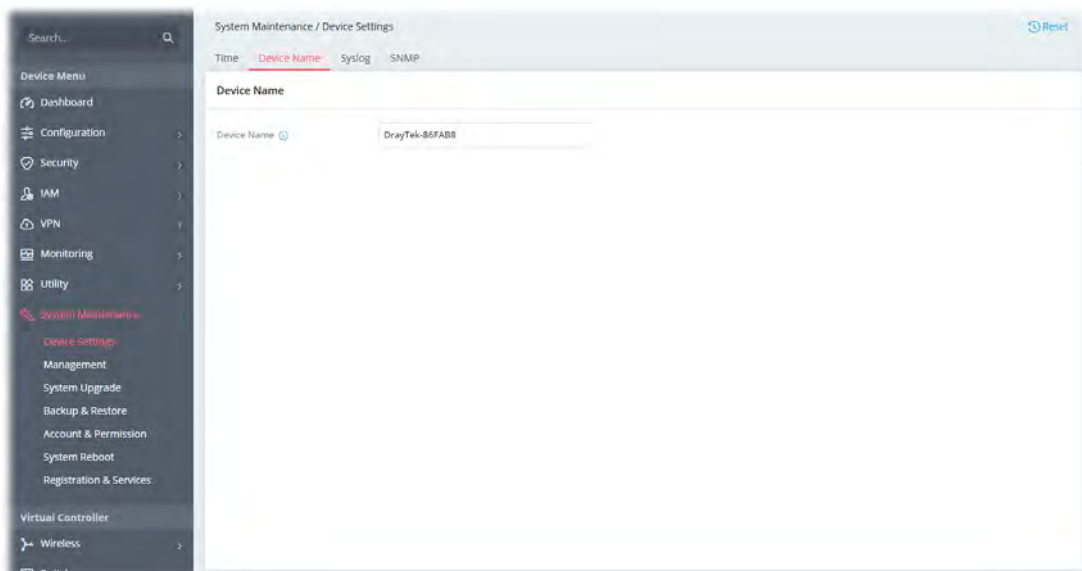 Search...
Device Menu
Dashboard
Configuration
Security
IAM
VPN
Monitoring
Utility
System Maintenance
Device Settings
Management
System Upgrade
Backup & Restore
Account & Permission
System Reboot
Registration & Services
Virtual Controller
Wireless
System Maintenance / Device Settings
Reset
Time Device Name Syslog SNMP
Device Name
Device Name DrayTek-86FAB8